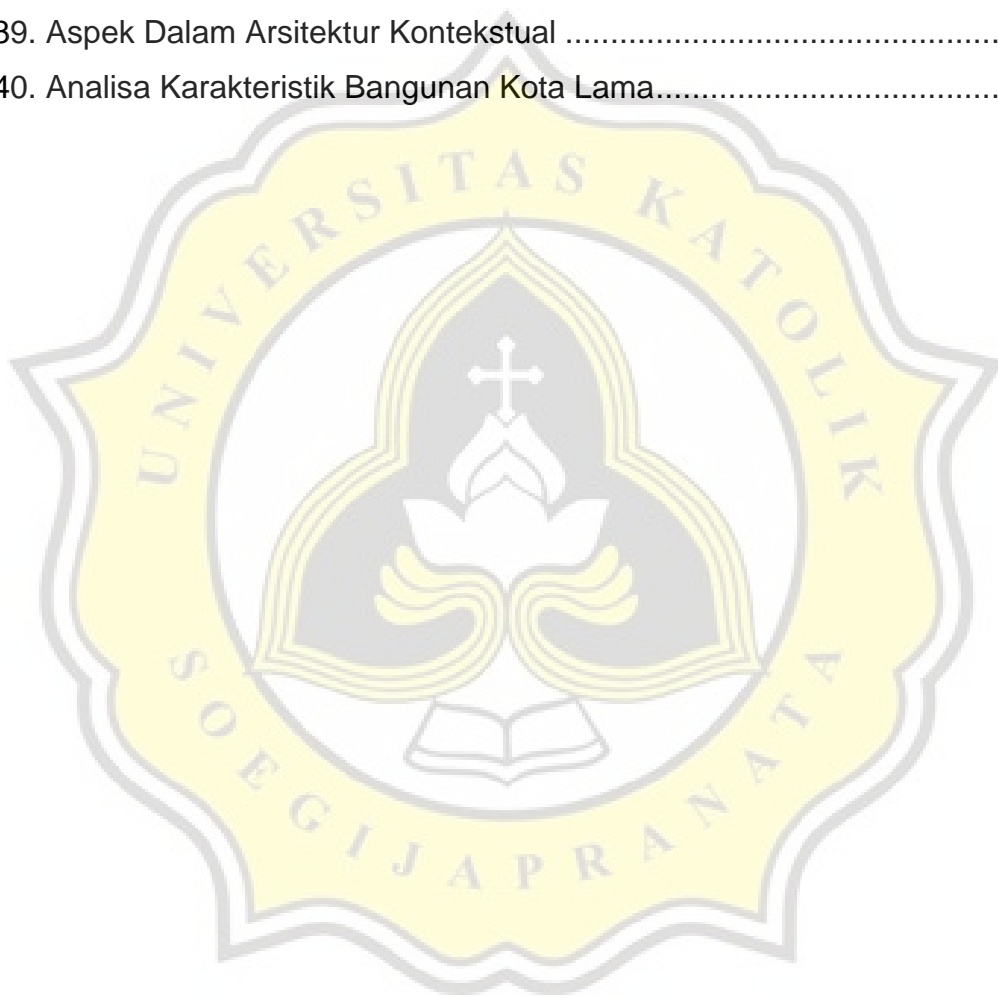 39. Aspek Dalam Arsitektur Kontekstual ................................................
40. Analisa Karakteristik Bangunan Kota Lama......................................
UNIVERSITAS KATOLIK
SOEGIJAPRANATA